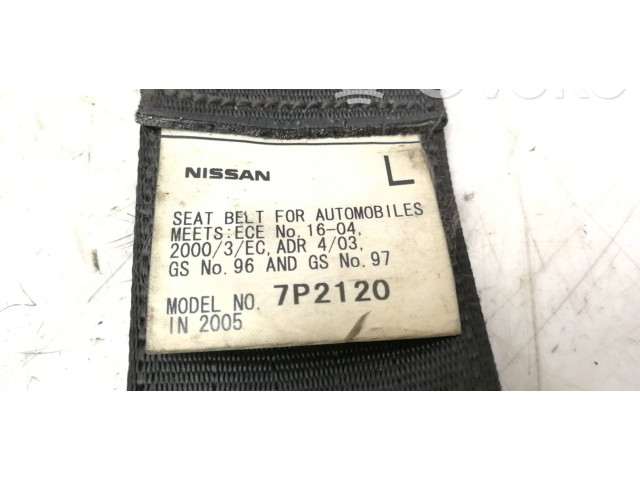 NISSAN L
SEAT BELT FOR AUTOMOBILES
MEETS:ECE No.16-04,
2000/3/EC, ADR 4/03,
GS No.96 AND GS No.97
MODEL NO. 7P2120
IN 2005